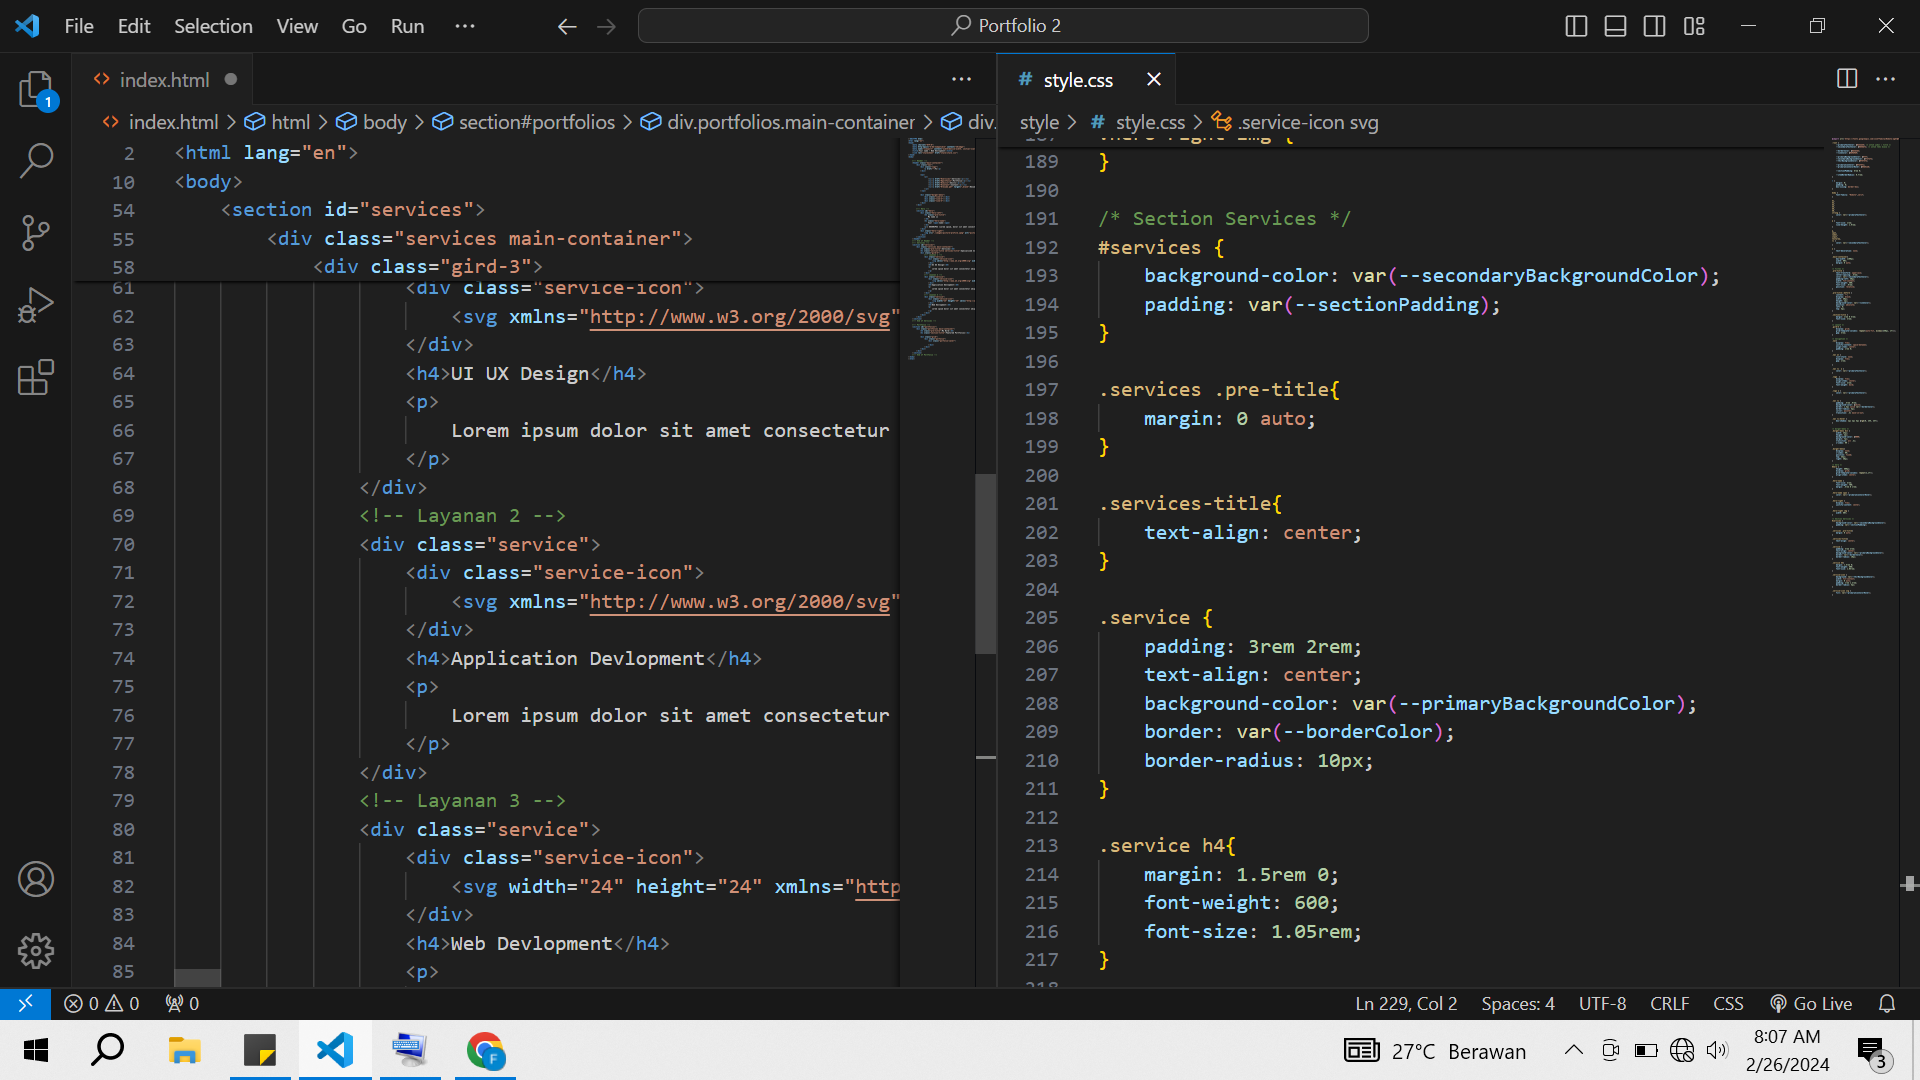 File Edit Selection View Go Run ···
Portfolio 2
index.html
style.css
index.html > html > body > section#portfolios > div.portfolios.main-container > div.
2 <html lang="en">
10 <body>
54 <section id="services">
55 <div class="services main-container">
58 <div class="gird-3">
61 <div class="service-icon">
62 <svg xmlns="http://www.w3.org/2000/svg"
63 </div>
64 <h4>UI UX Design</h4>
65 <p>
66 Lorem ipsum dolor sit amet consectetur
67 </p>
68 </div>
69 <!-- Layanan 2 -->
70 <div class="service">
71 <div class="service-icon">
72 <svg xmlns="http://www.w3.org/2000/svg"
73 </div>
74 <h4>Application Devlopment</h4>
75 <p>
76 Lorem ipsum dolor sit amet consectetur
77 </p>
78 </div>
79 <!-- Layanan 3 -->
80 <div class="service">
81 <div class="service-icon">
82 <svg width="24" height="24" xmlns="http
83 </div>
84 <h4>Web Devlopment</h4>
85 <p>
style > # style.css > .service-icon svg
189 }
190
191 /* Section Services */
192 #services {
193 background-color: var(--secondaryBackgroundColor);
194 padding: var(--sectionPadding);
195 }
196
197 .services .pre-title{
198 margin: 0 auto;
199 }
200
201 .services-title{
202 text-align: center;
203 }
204
205 .service {
206 padding: 3rem 2rem;
207 text-align: center;
208 background-color: var(--primaryBackgroundColor);
209 border: var(--borderColor);
210 border-radius: 10px;
211 }
212
213 .service h4{
214 margin: 1.5rem 0;
215 font-weight: 600;
216 font-size: 1.05rem;
217 }
1
0 0 0
Ln 229, Col 2 Spaces: 4 UTF-8 CRLF CSS Go Live
F
27°C Berawan
8:07 AM
2/26/2024
3